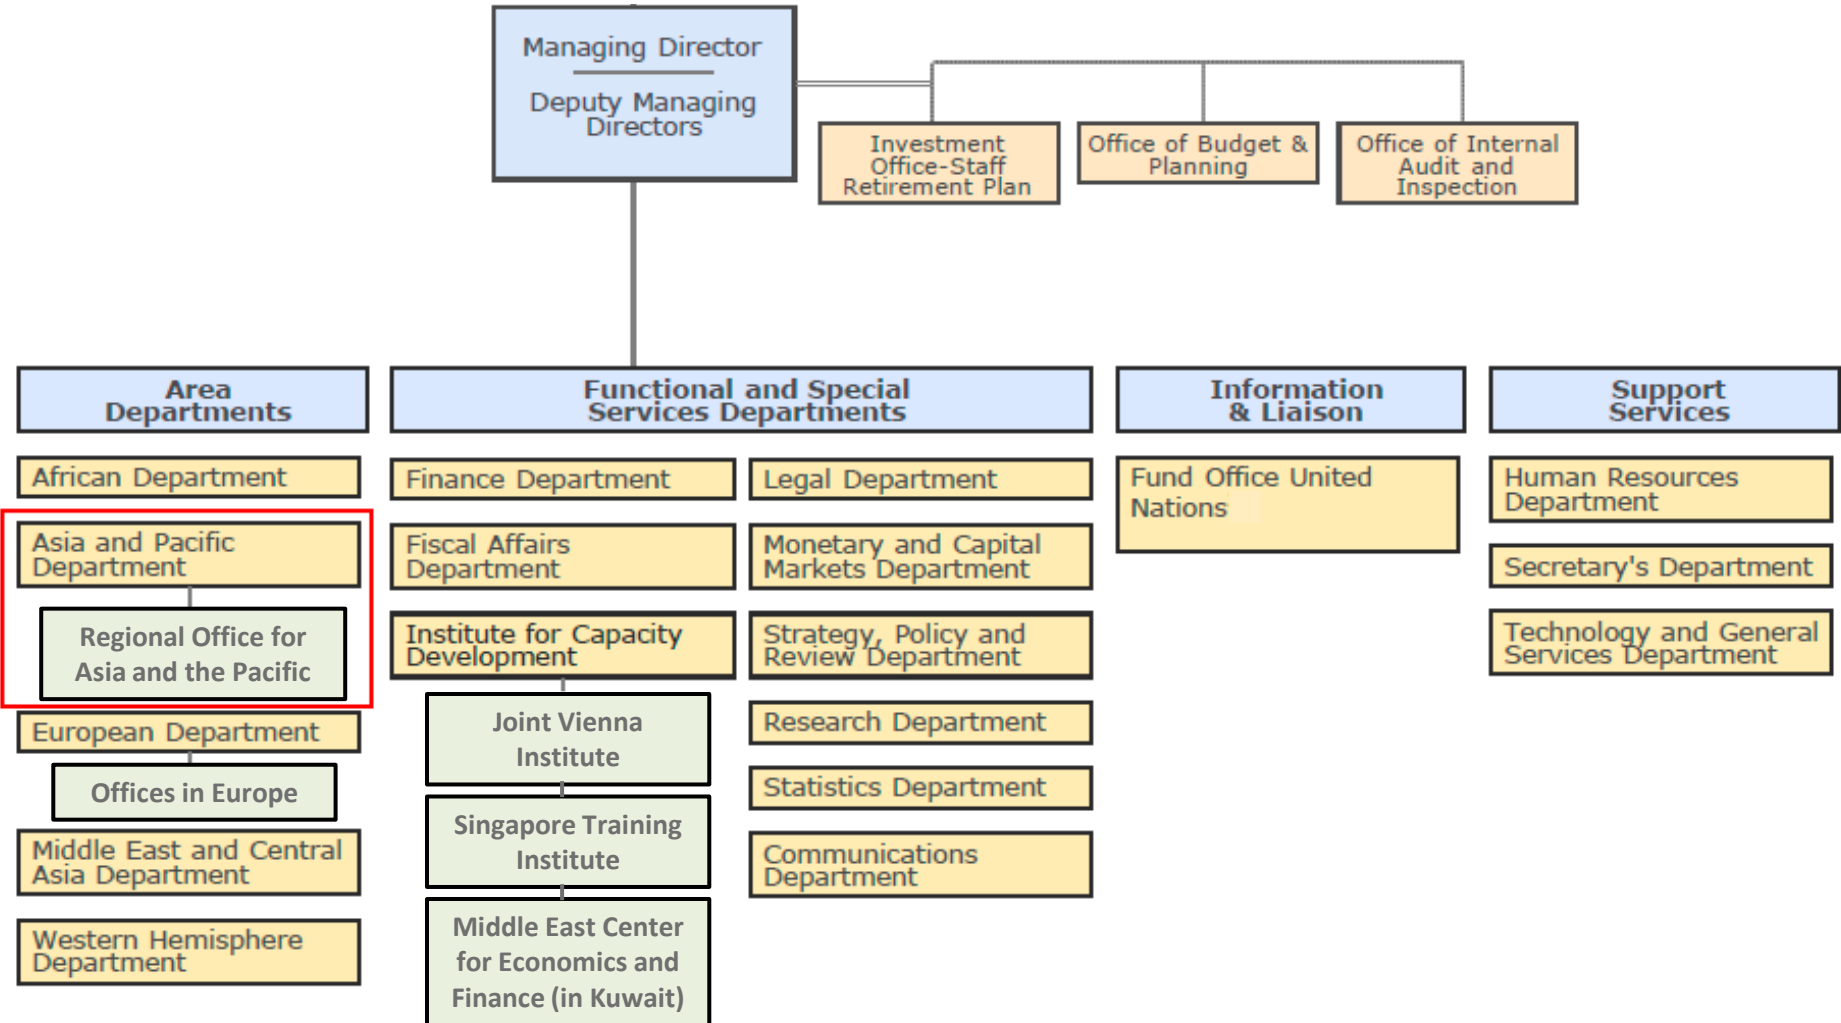 Managing Director
Deputy Managing
Directors
Investment
Office-Staff
Retirement Plan
Office of Budget &
Planning
Office of Internal
Audit and
Inspection
Area
Departments
African Department
Asia and Pacific
Department
Regional Office for
Asia and the Pacific
European Department
Offices in Europe
Middle East and Central
Asia Department
Western Hemisphere
Department
Functional and Special
Services Departments
Finance Department
Fiscal Affairs
Department
Institute for Capacity
Development
Joint Vienna
Institute
Singapore Training
Institute
Middle East Center
for Economics and
Finance (in Kuwait)
Legal Department
Monetary and Capital
Markets Department
Strategy, Policy and
Review Department
Research Department
Statistics Department
Communications
Department
Information
& Liaison
Fund Office United
Nations
Support
Services
Human Resources
Department
Secretary's Department
Technology and General
Services Department